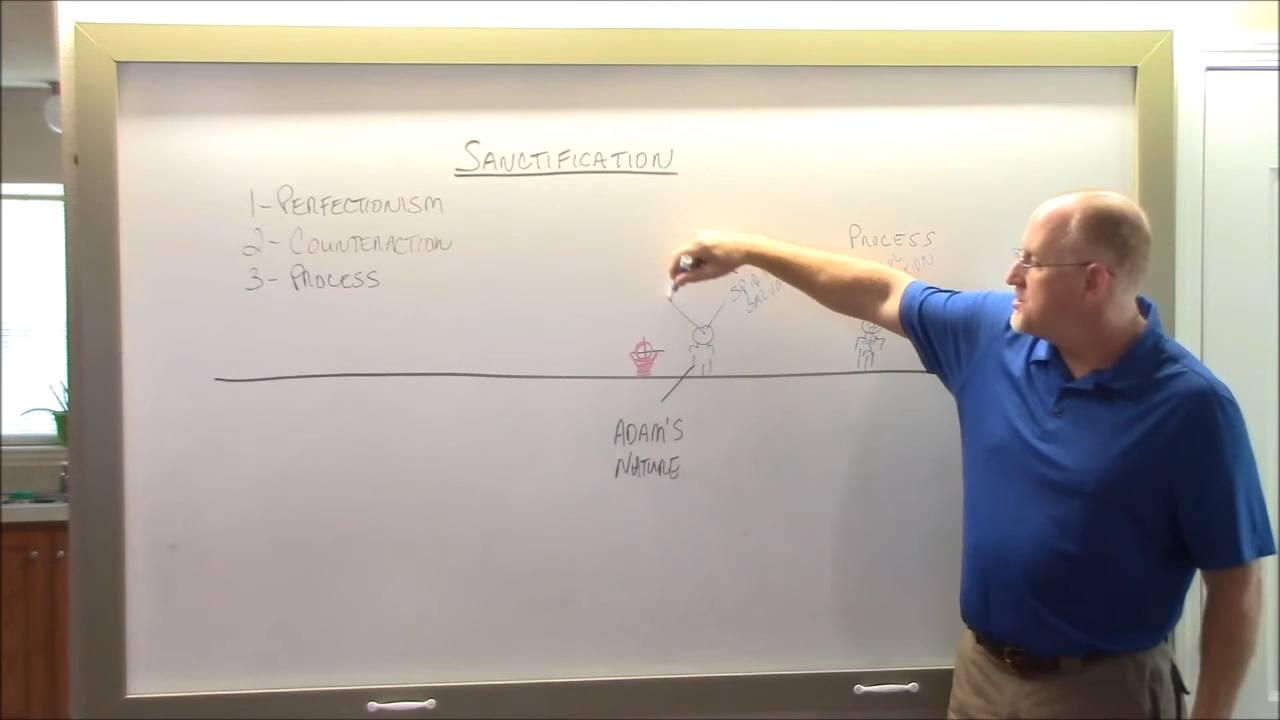 SANCTIFICATION
1-PERFECTIONISM
2-COUNTERACTION
3-PROCESS
PROCESS
ADAM'S
NATURE